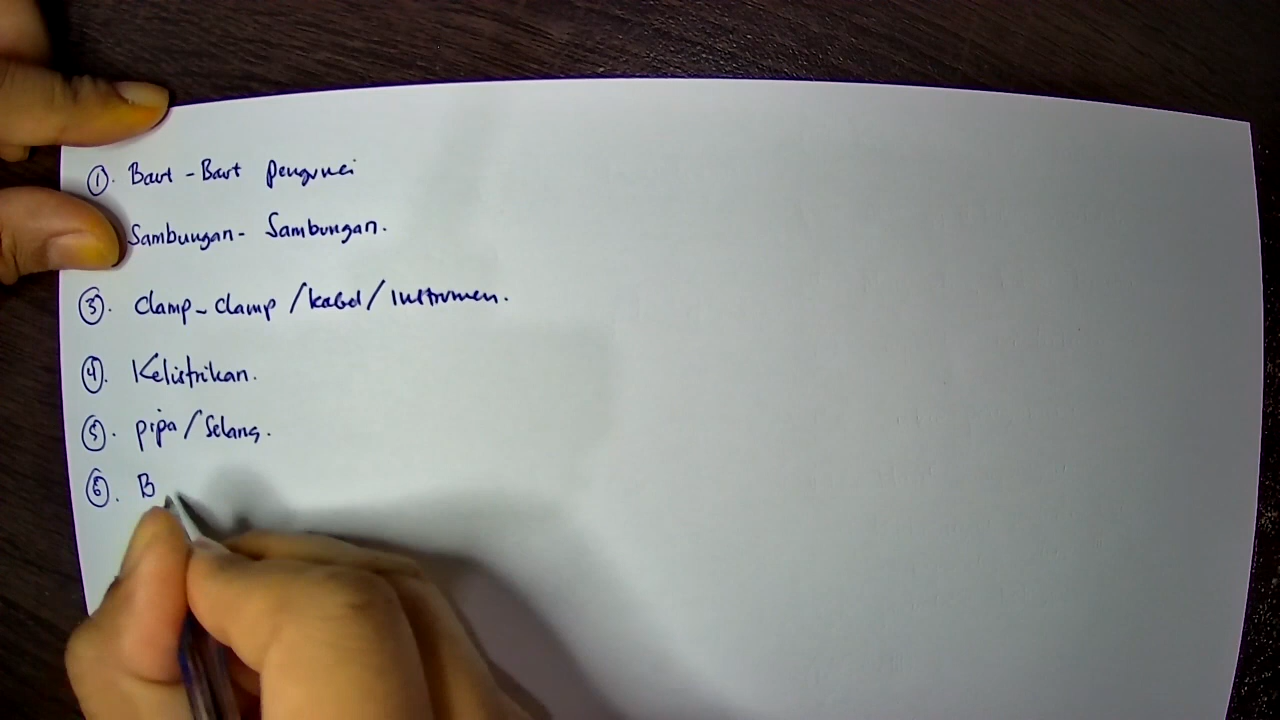 ①. Baut - Baut pengunci
Sambungan - Sambungan.
③. Clamp - Clamp / kabel / Instrumen.
④. Kelistrikan.
⑤. pipa / Selang.
⑥. B